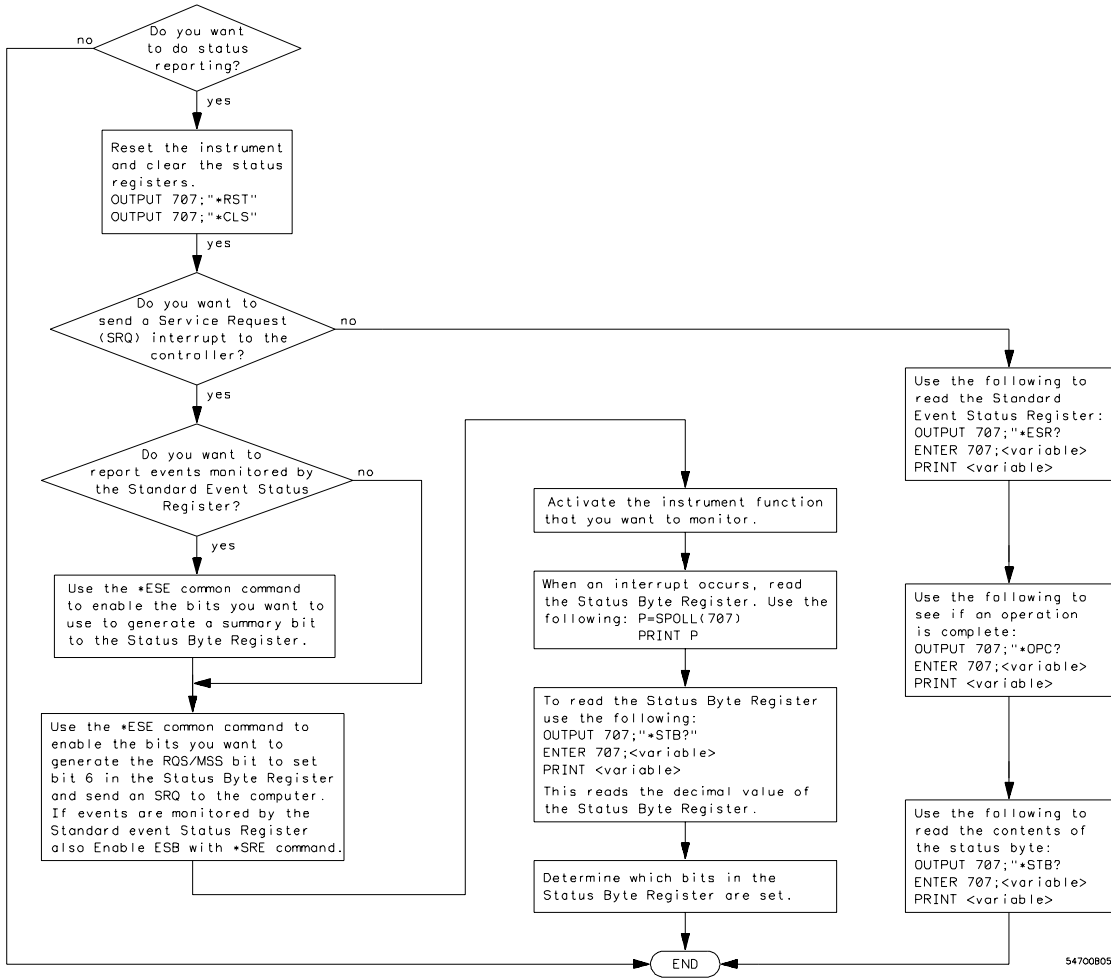 Do you want
to do status
reporting?
no
yes
Reset the instrument
and clear the status
registers.
OUTPUT 707;"*RST"
OUTPUT 707;"*CLS"
yes
Do you want to
send a Service Request
(SRQ) interrupt to the
controller?
no
yes
Do you want to
report events monitored by
the Standard Event Status
Register?
no
yes
Use the *ESE common command
to enable the bits you want to
use to generate a summary bit
to the Status Byte Register.
Use the *ESE common command to
enable the bits you want to
generate the RQS/MSS bit to set
bit 6 in the Status Byte Register
and send an SRQ to the computer.
If events are monitored by the
Standard event Status Register
also Enable ESB with *SRE command.
Activate the instrument function
that you want to monitor.
When an interrupt occurs, read
the Status Byte Register. Use the
following: P=SPOLL(707)
PRINT P
To read the Status Byte Register
use the following:
OUTPUT 707;"*STB?"
ENTER 707;<variable>
PRINT <variable>
This reads the decimal value of
the Status Byte Register.
Determine which bits in the
Status Byte Register are set.
Use the following to
read the Standard
Event Status Register:
OUTPUT 707;"*ESR?
ENTER 707;<variable>
PRINT <variable>
Use the following to
see if an operation
is complete:
OUTPUT 707;"*OPC?
ENTER 707;<variable>
PRINT <variable>
Use the following to
read the contents of
the status byte:
OUTPUT 707;"*STB?
ENTER 707;<variable>
PRINT <variable>
END
54700B05